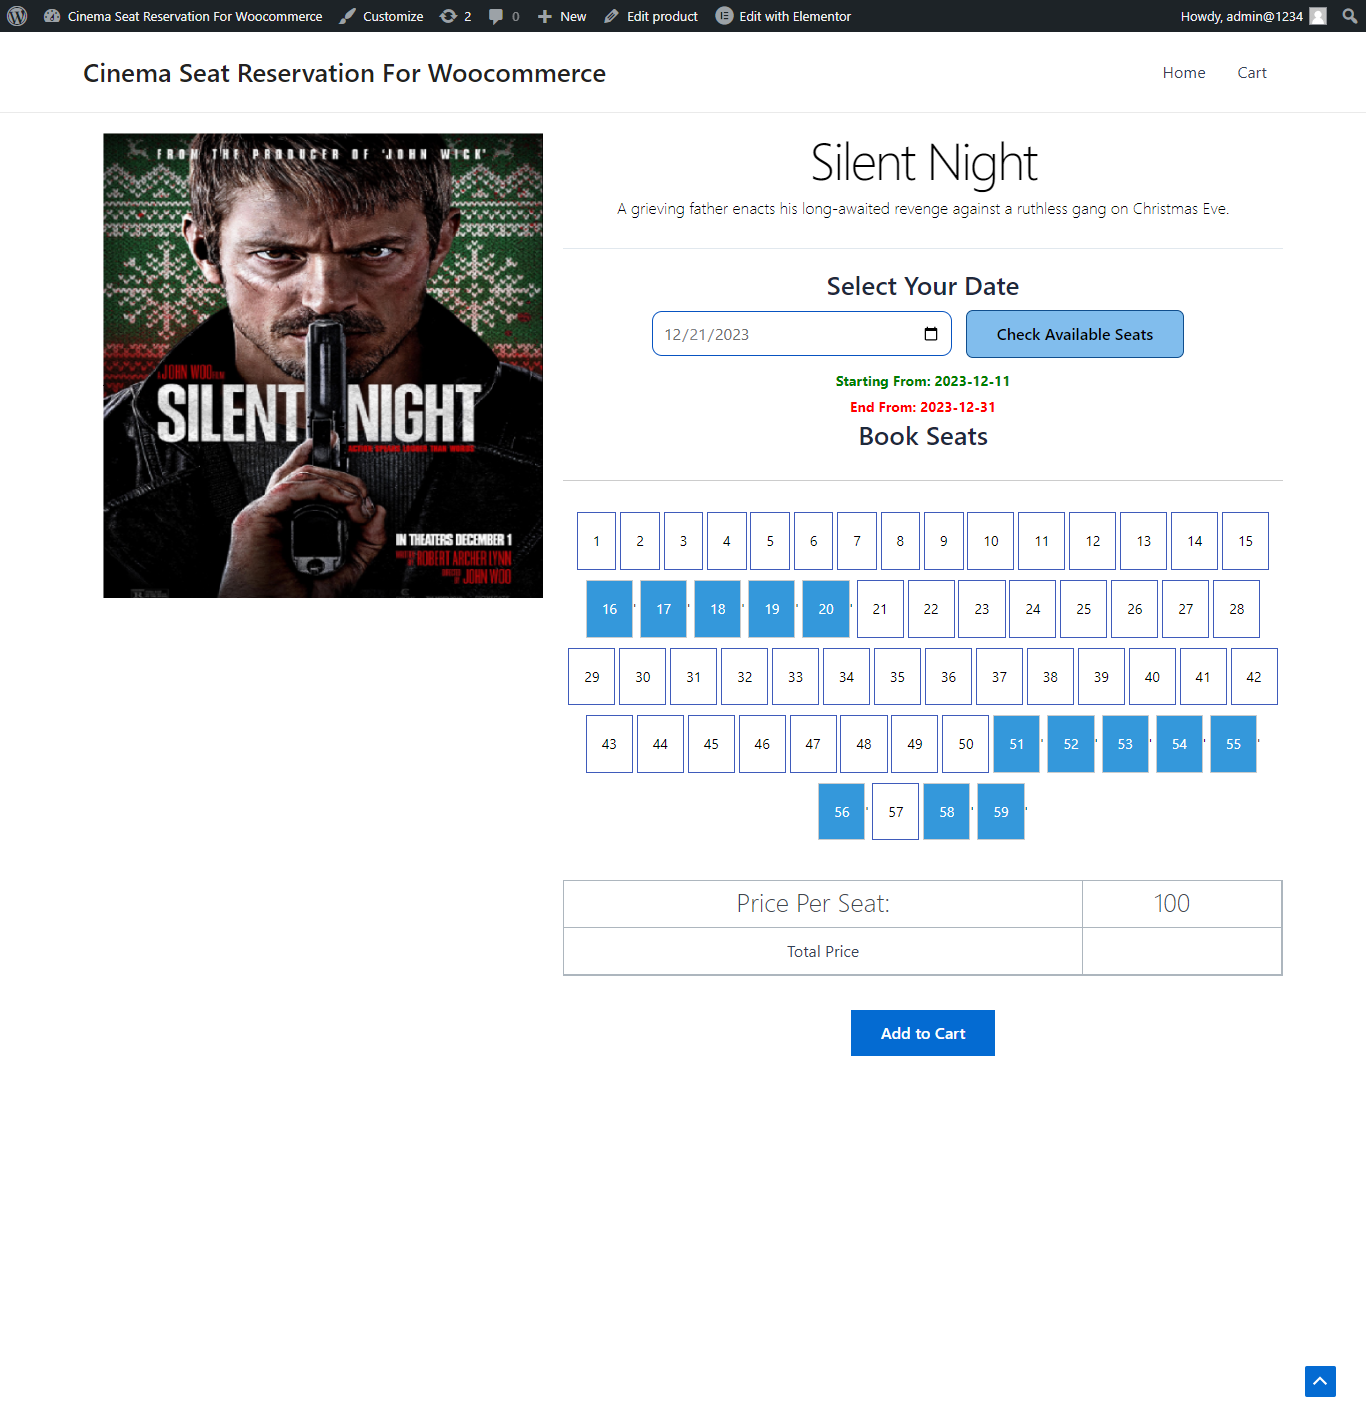 Cinema Seat Reservation For Woocommerce Customize 2 0 New Edit product Edit with Elementor Howdy, admin@1234
Cinema Seat Reservation For Woocommerce Home Cart
FROM THE PRODUCER OF 'JOHN WICK'
A JOHN WOO FILM
SILENT NIGHT
IN THEATERS DECEMBER 1
WRITTEN BY ROBERT ARCHER LYNN
DIRECTED BY JOHN WOO
Silent Night
A grieving father enacts his long-awaited revenge against a ruthless gang on Christmas Eve.
Select Your Date
12/21/2023 Check Available Seats
Starting From: 2023-12-11
End From: 2023-12-31
Book Seats
1 2 3 4 5 6 7 8 9 10 11 12 13 14 15
16 ' 17 ' 18 ' 19 ' 20 ' 21 22 23 24 25 26 27 28
29 30 31 32 33 34 35 36 37 38 39 40 41 42
43 44 45 46 47 48 49 50 51 ' 52 ' 53 ' 54 ' 55 '
56 ' 57 58 ' 59 '
Price Per Seat: 100
Total Price
Add to Cart